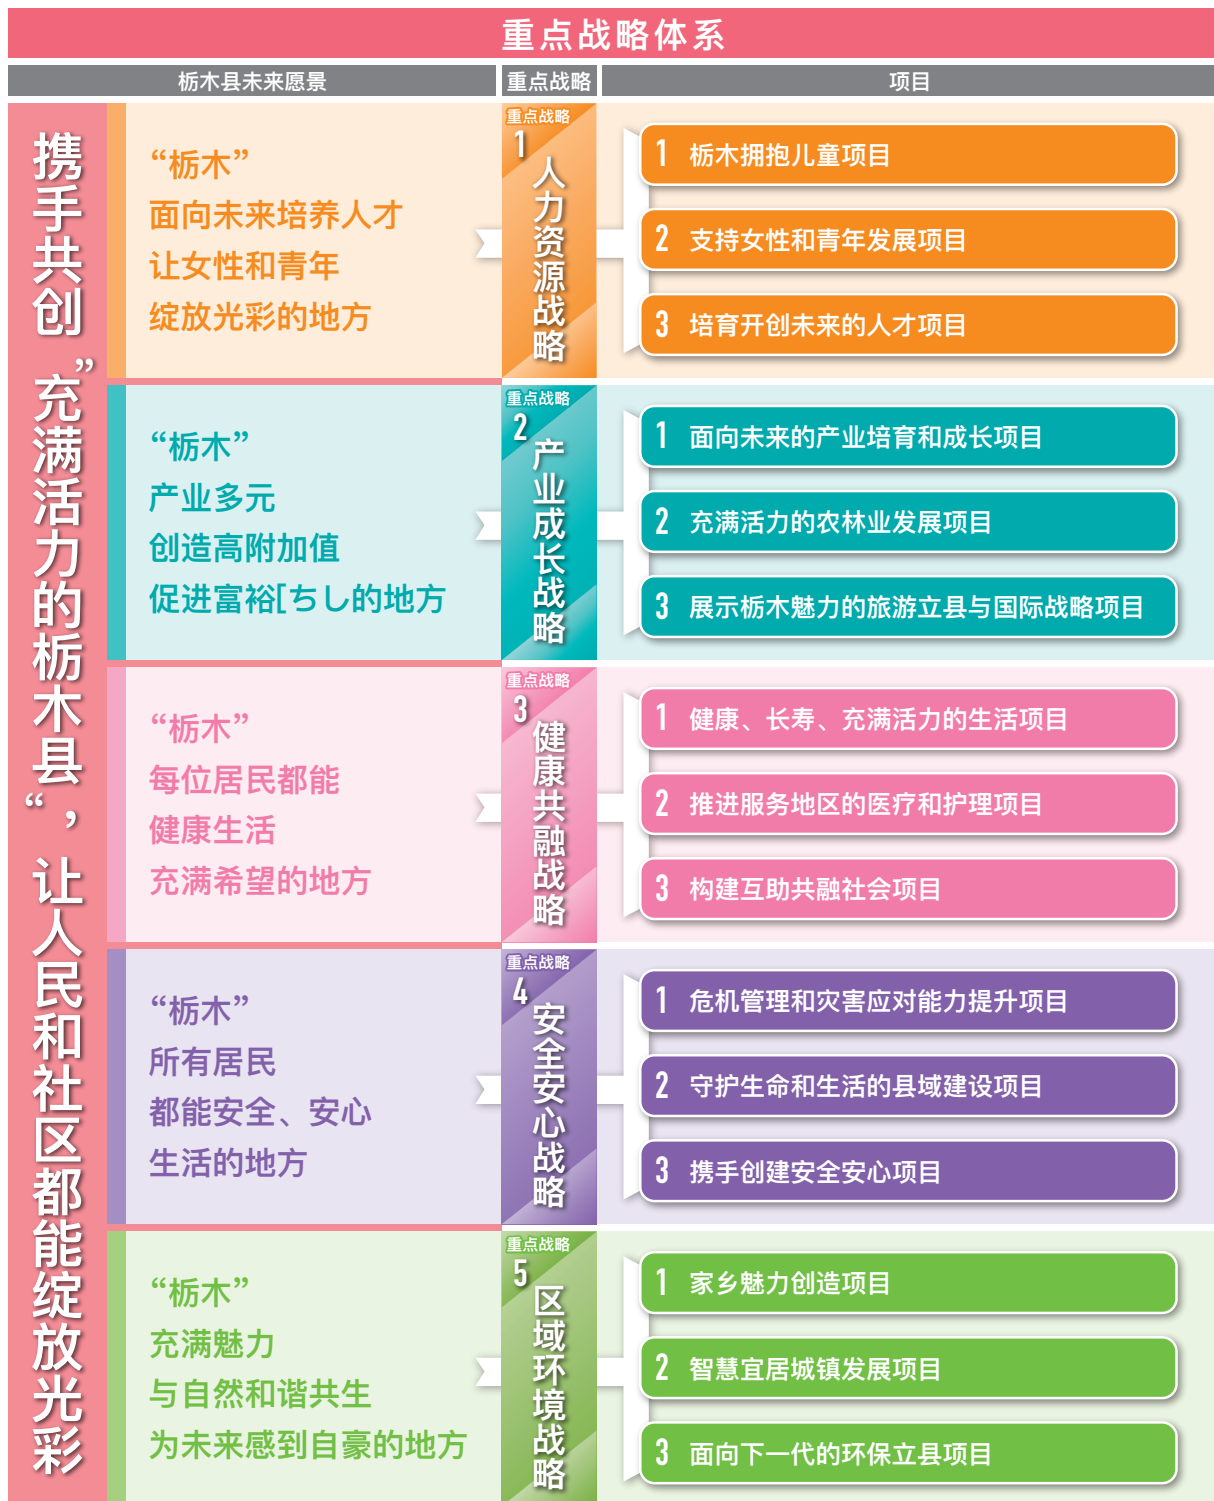 重点战略体系
栃木县未来愿景
重点战略
项目
携手共创”充满活力的栃木县“，让人民和社区都能绽放光彩
“栃木”
面向未来培养人才
让女性和青年
绽放光彩的地方
重点战略
1
人力资源战略
1 栃木拥抱儿童项目
2 支持女性和青年发展项目
3 培育开创未来的人才项目
“栃木”
产业多元
创造高附加值
促进富裕[ちし的地方
重点战略
2
产业成长战略
1 面向未来的产业培育和成长项目
2 充满活力的农林业发展项目
3 展示栃木魅力的旅游立县与国际战略项目
“栃木”
每位居民都能
健康生活
充满希望的地方
重点战略
3
健康共融战略
1 健康、长寿、充满活力的生活项目
2 推进服务地区的医疗和护理项目
3 构建互助共融社会项目
“栃木”
所有居民
都能安全、安心
生活的地方
重点战略
4
安全安心战略
1 危机管理和灾害应对能力提升项目
2 守护生命和生活的县域建设项目
3 携手创建安全安心项目
“栃木”
充满魅力
与自然和谐共生
为未来感到自豪的地方
重点战略
5
区域环境战略
1 家乡魅力创造项目
2 智慧宜居城镇发展项目
3 面向下一代的环保立县项目